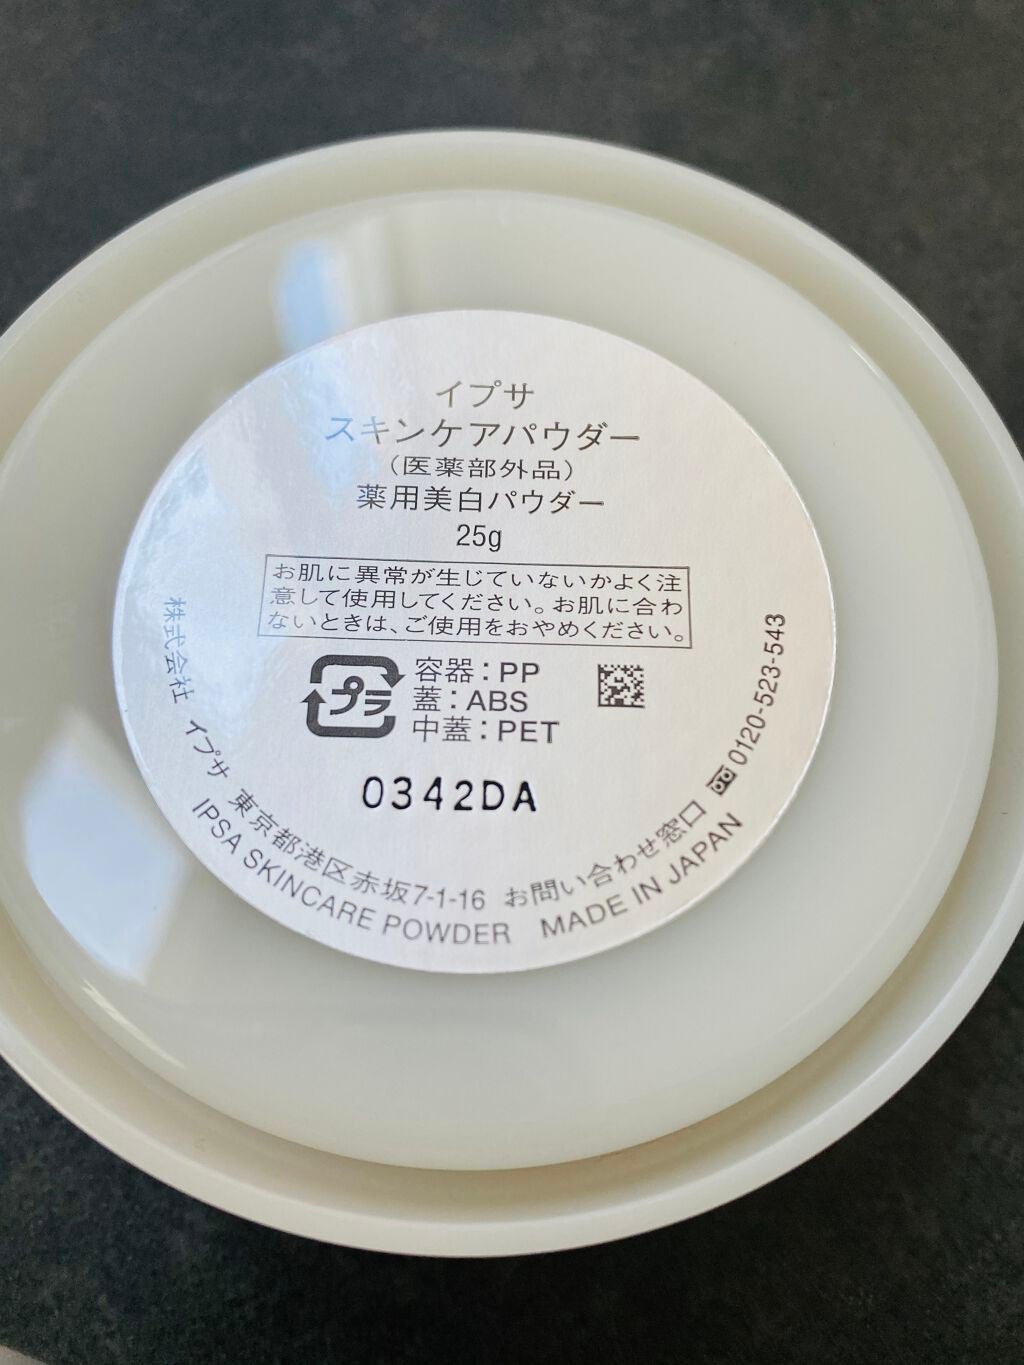 イプサ
スキンケアパウダー
（医薬部外品）
薬用美白パウダー
25g
お肌に異常が生じていないかよく注
意して使用してください。お肌に合わ
ないときは、ご使用をおやめください。
プラ
容器：PP
蓋：ABS
中蓋：PET
0342DA
株式会社 イプサ 東京都港区赤坂7-1-16 お問い合わせ窓口 0120-523-543
IPSA SKINCARE POWDER MADE IN JAPAN